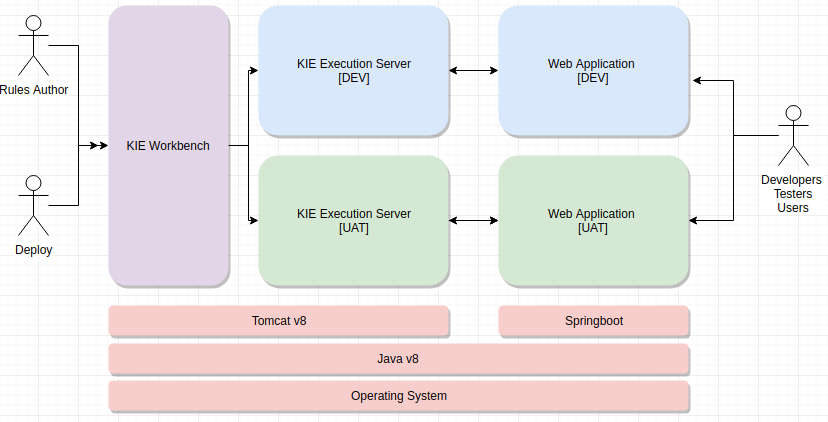 Rules Author
Deploy
KIE Workbench
KIE Execution Server
[DEV]
Web Application
[DEV]
KIE Execution Server
[UAT]
Web Application
[UAT]
Developers
Testers
Users
Tomcat v8
Springboot
Java v8
Operating System